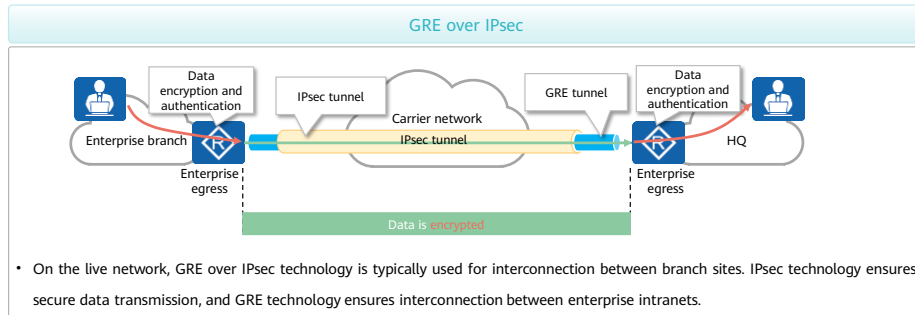 GRE over IPsec
Data
encryption and
authentication
IPsec tunnel
GRE tunnel
Data
encryption and
authentication
Carrier network
Enterprise branch
R
IPsec tunnel
R
HQ
Enterprise
egress
Enterprise
egress
Data is encrypted
• On the live network, GRE over IPsec technology is typically used for interconnection between branch sites. IPsec technology ensures
secure data transmission, and GRE technology ensures interconnection between enterprise intranets.